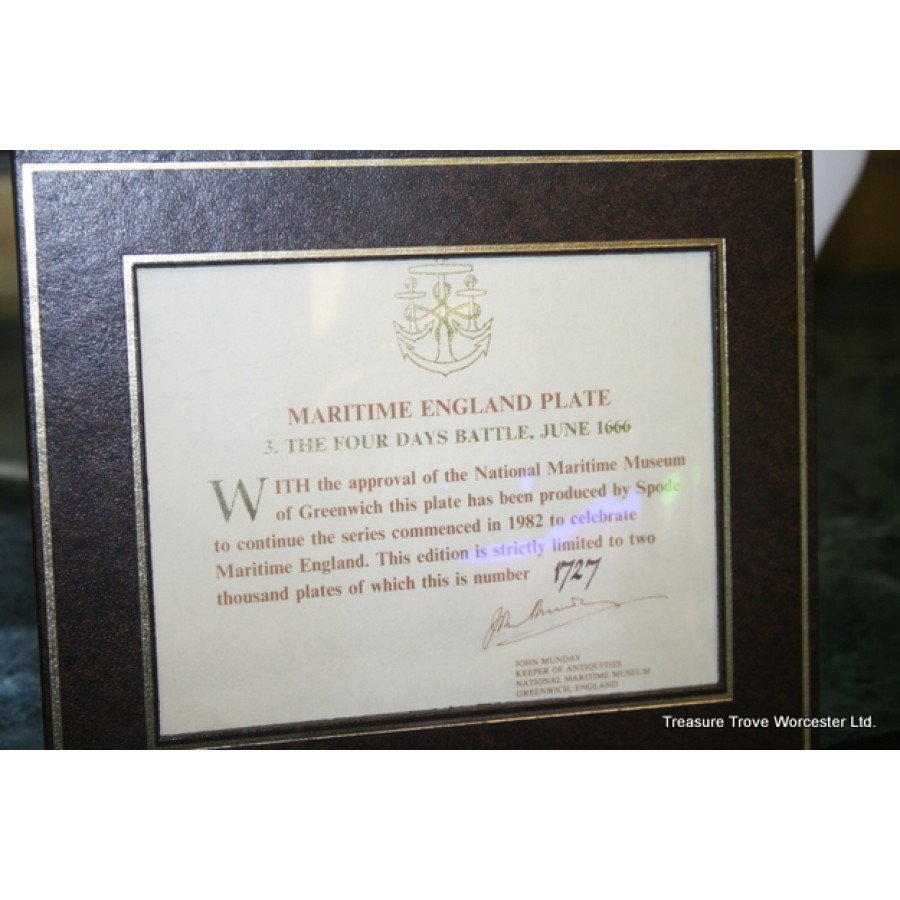 MARITIME ENGLAND PLATE
3. THE FOUR DAYS BATTLE, JUNE 1666
WITH the approval of the National Maritime Museum
of Greenwich this plate has been produced by Spode
to continue the series commenced in 1982 to celebrate
Maritime England. This edition is strictly limited to two
thousand plates of which this is number 1727
John Munday
JOHN MUNDAY
KEEPER OF ANTIQUITIES
NATIONAL MARITIME MUSEUM
GREENWICH, ENGLAND
Treasure Trove Worcester Ltd.